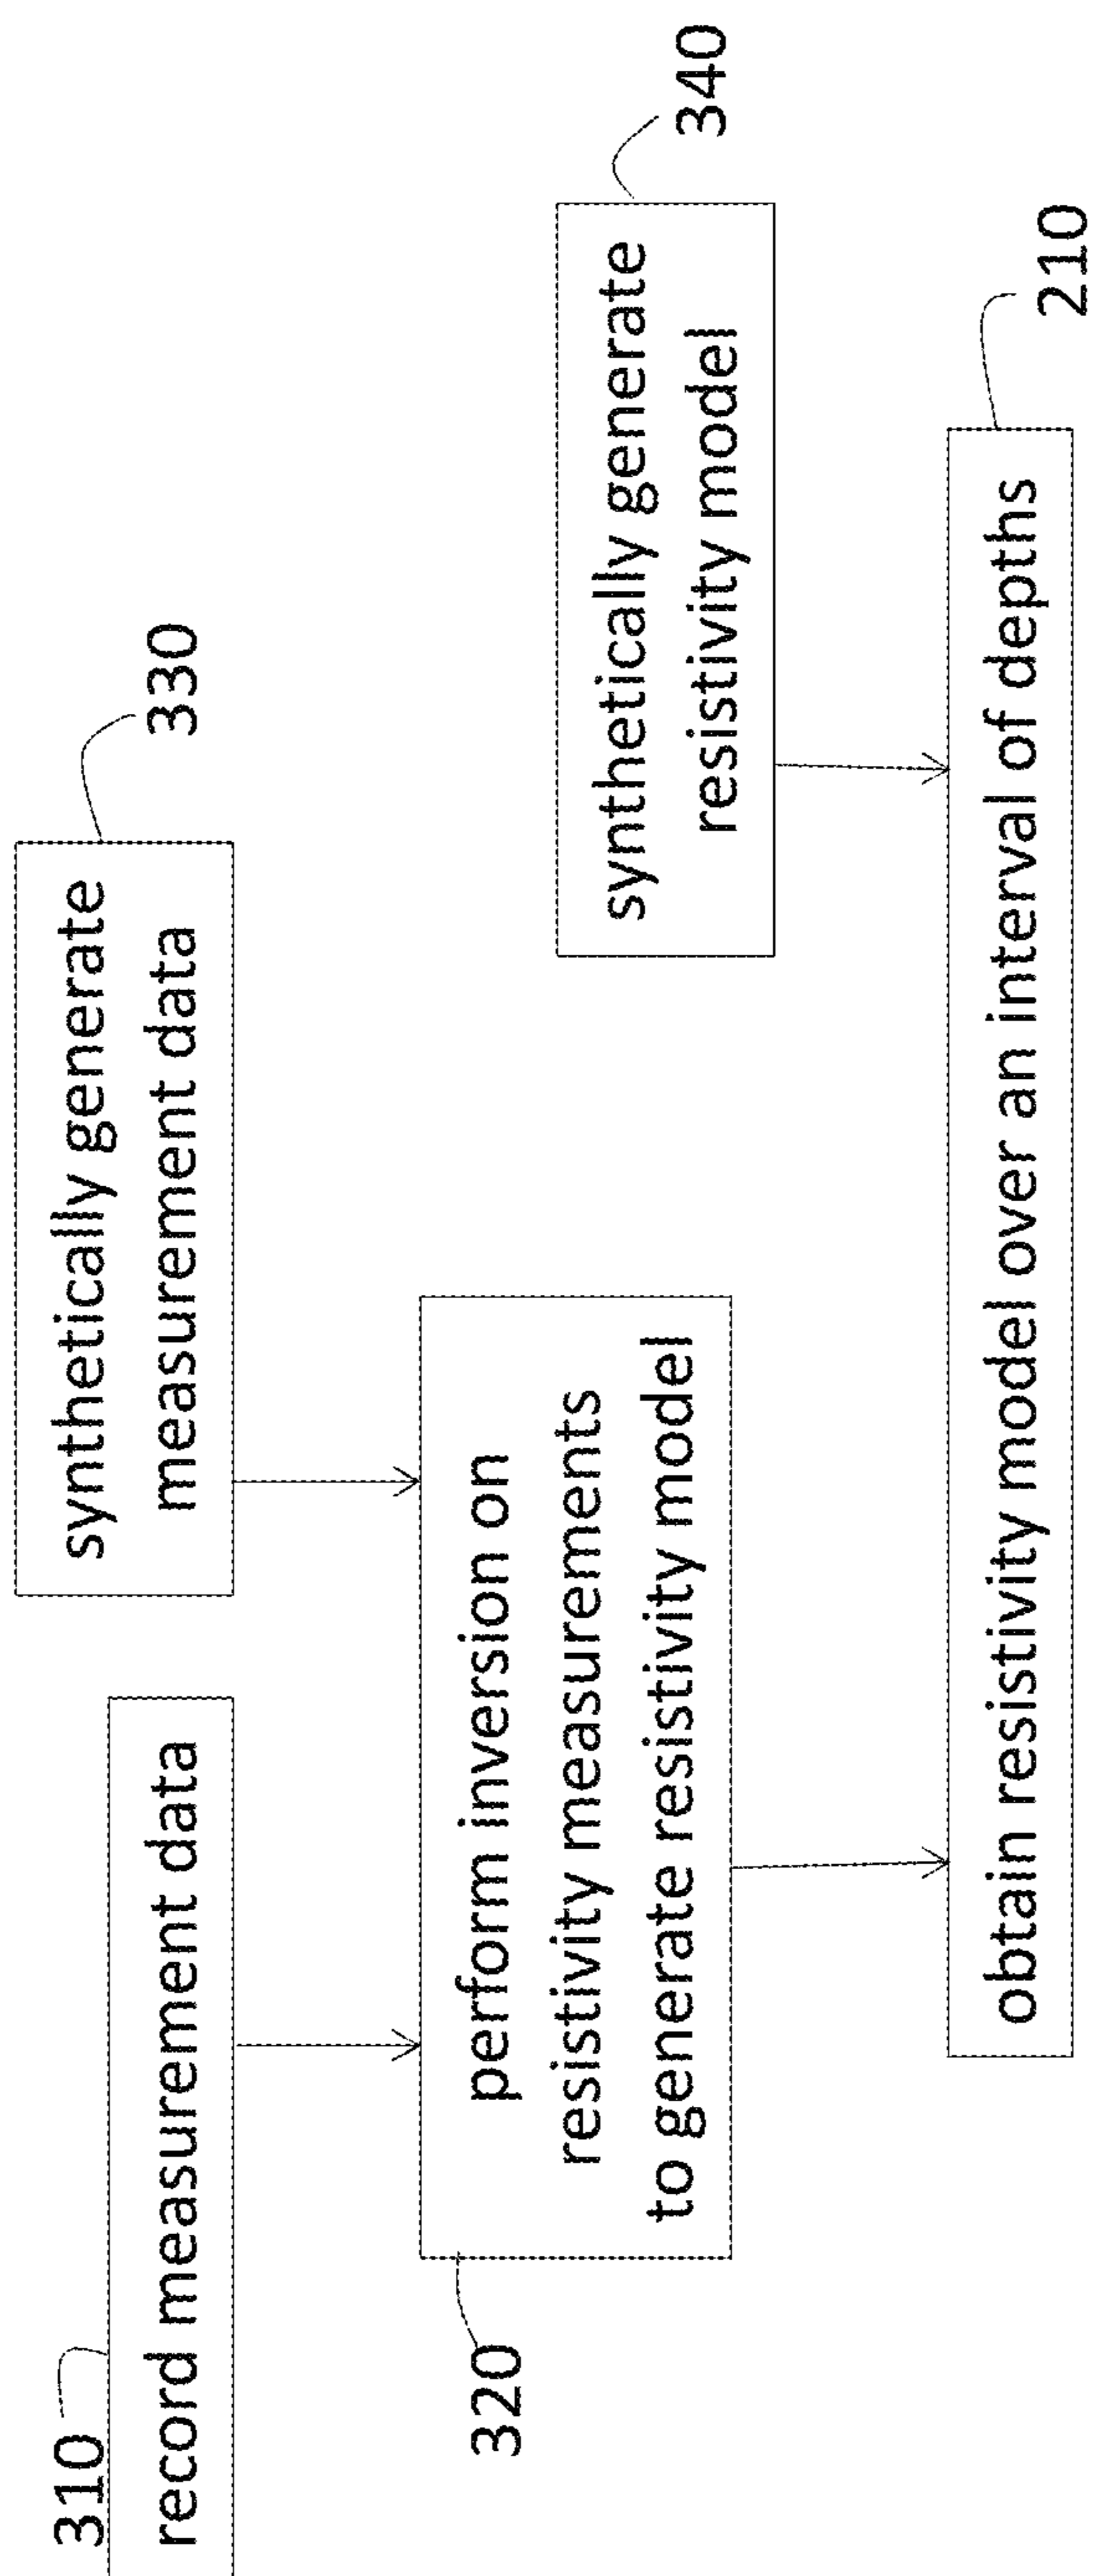 310
record measurement data
synthetically generate
measurement data
330
320
perform inversion on
resistivity measurements
to generate resistivity model
synthetically generate
resistivity model
340
obtain resistivity model over an interval of depths
210